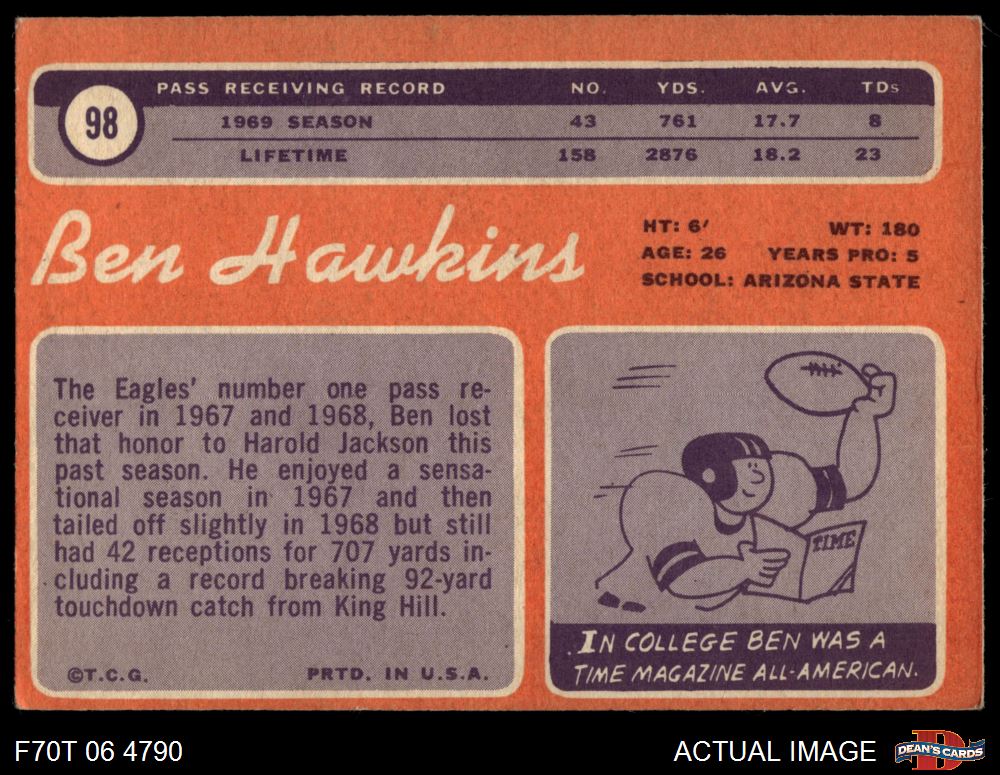 98
PASS RECEIVING RECORD NO. YDS. AVG. TDs
1969 SEASON 43 761 17.7 8
LIFETIME 158 2876 18.2 23
Ben Hawkins
HT: 6′ WT: 180
AGE: 26 YEARS PRO: 5
SCHOOL: ARIZONA STATE
The Eagles' number one pass re-
ceiver in 1967 and 1968, Ben lost
that honor to Harold Jackson this
past season. He enjoyed a sensa-
tional season in 1967 and then
tailed off slightly in 1968 but still
had 42 receptions for 707 yards in-
cluding a record breaking 92-yard
touchdown catch from King Hill.
©T.C.G. PRTD. IN U.S.A.
TIME
IN COLLEGE BEN WAS A
TIME MAGAZINE ALL-AMERICAN.
F70T 06 4790 ACTUAL IMAGE
D
DEAN'S CARDS